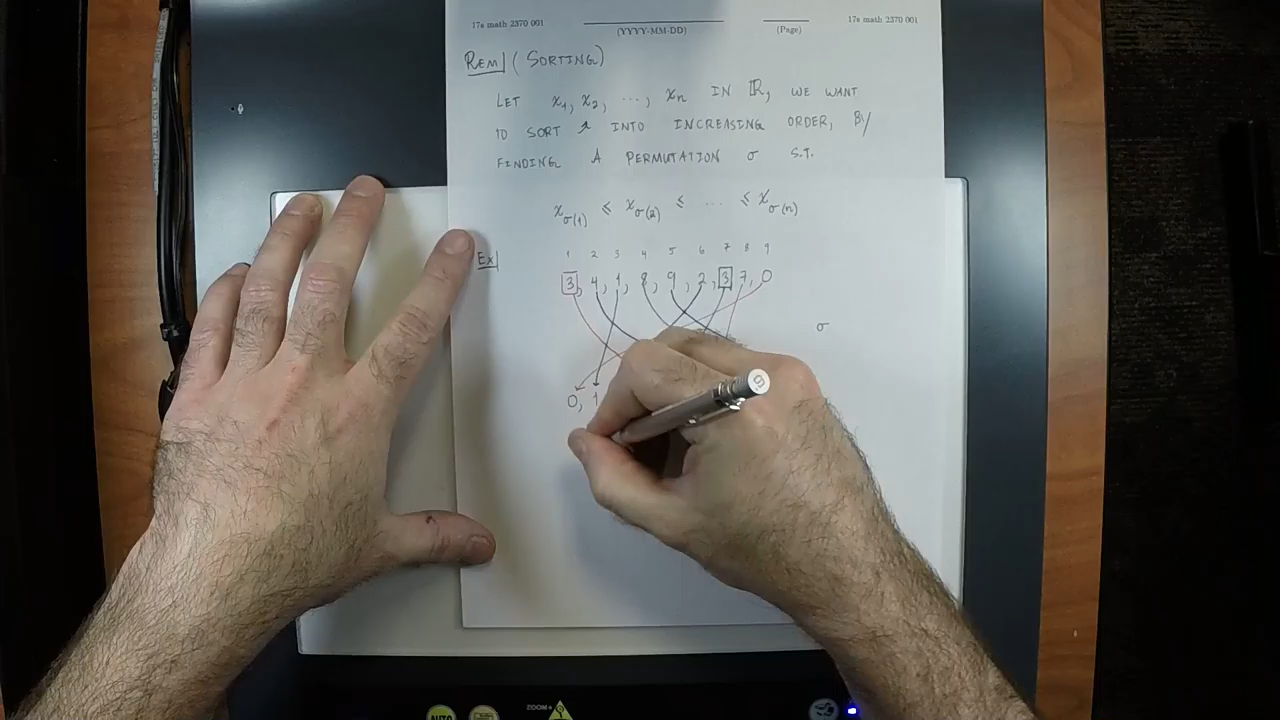 17s math 2370 001 (YYYY-MM-DD) (Page) 17s math 2370 001
REM (SORTING)
LET x1, x2, ..., xn IN ℝ, WE WANT
TO SORT ↗ INTO INCREASING ORDER, BY
FINDING A PERMUTATION σ S.T.
xσ(1) ≤ xσ(2) ≤ ... ≤ xσ(n)
1 2 3 4 5 6 7 8 9
EX 3, 4, 1, 8, 9, 2, 3 7, 0
σ
0, 1
AUTO
ZOOM+